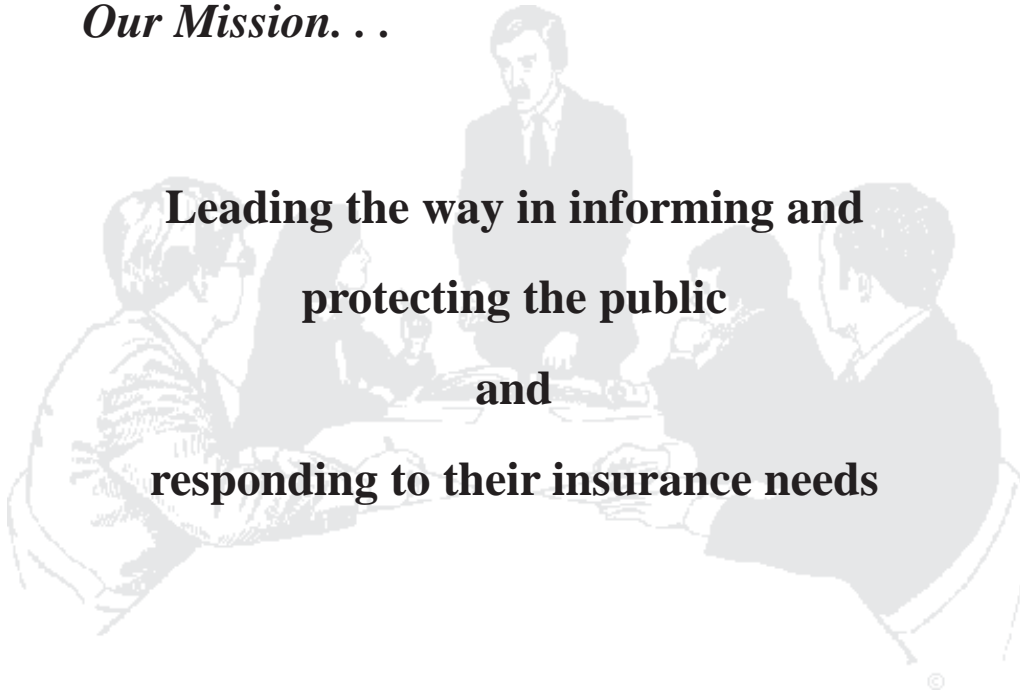 Our Mission. . .
Leading the way in informing and
protecting the public
and
responding to their insurance needs
©